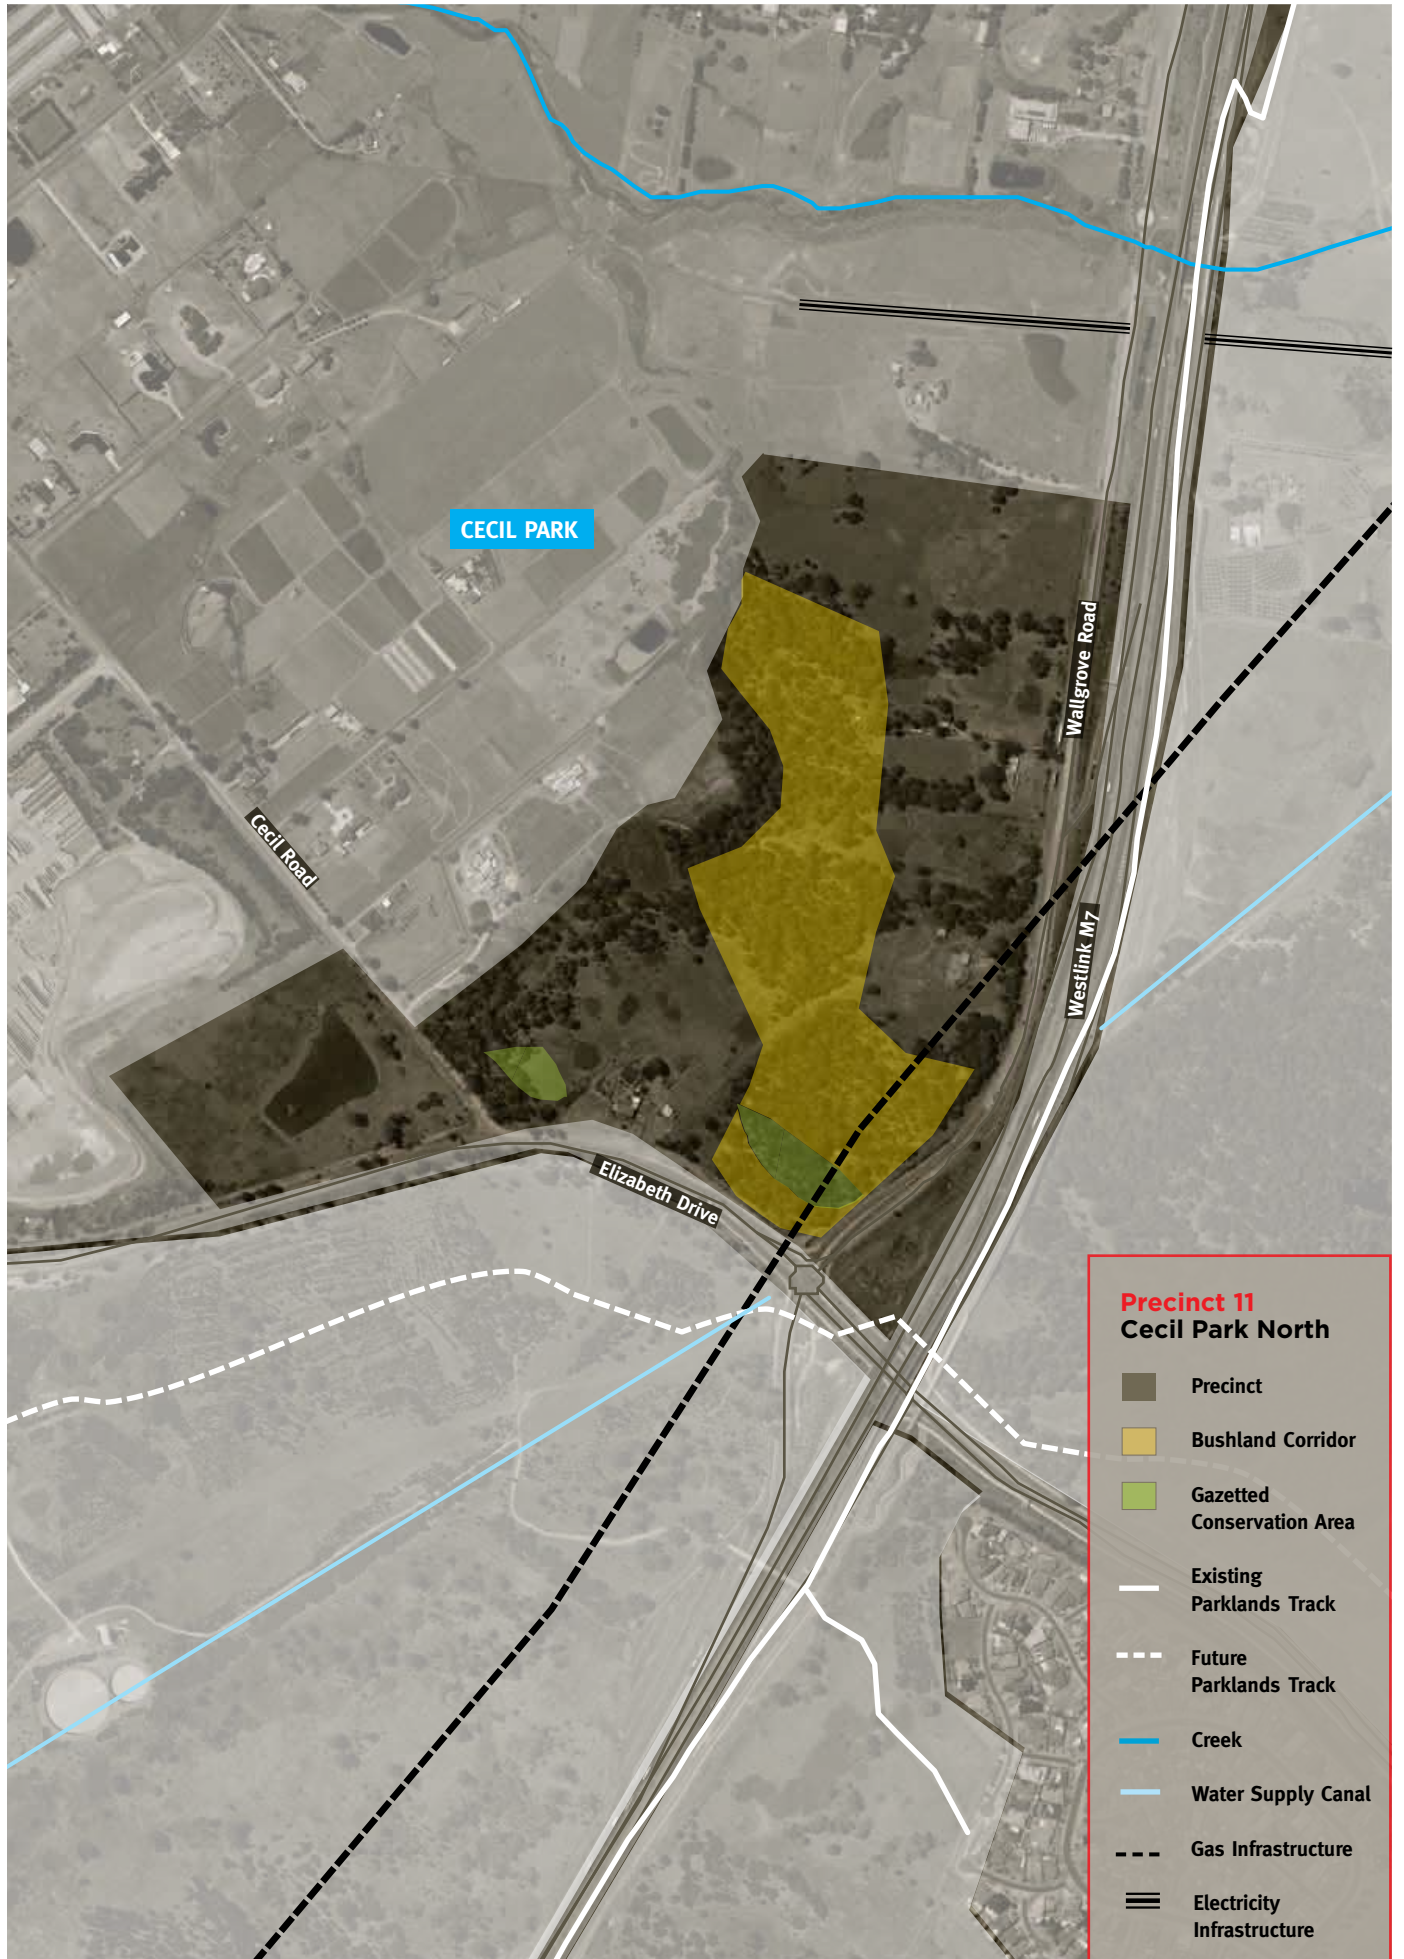 CECIL PARK
Wallgrove Road
Cecil Road
Westlink M7
Elizabeth Drive
Precinct 11
Cecil Park North
Precinct
Bushland Corridor
Gazetted
Conservation Area
Existing
Parklands Track
Future
Parklands Track
Creek
Water Supply Canal
Gas Infrastructure
Electricity
Infrastructure